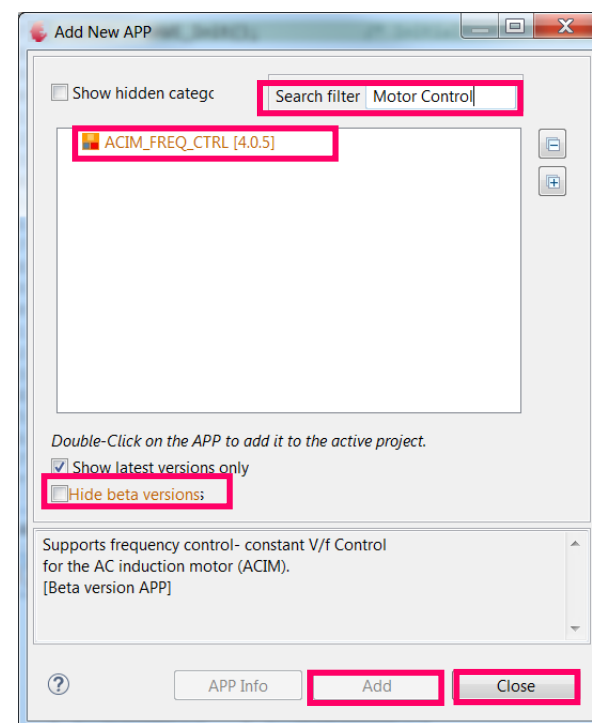 Add New APP
Show hidden categc
Search filter Motor Control
ACIM_FREQ_CTRL [4.0.5]
Double-Click on the APP to add it to the active project.
Show latest versions only
Hide beta versions
Supports frequency control- constant V/f Control
for the AC induction motor (ACIM).
[Beta version APP]
APP Info
Add
Close